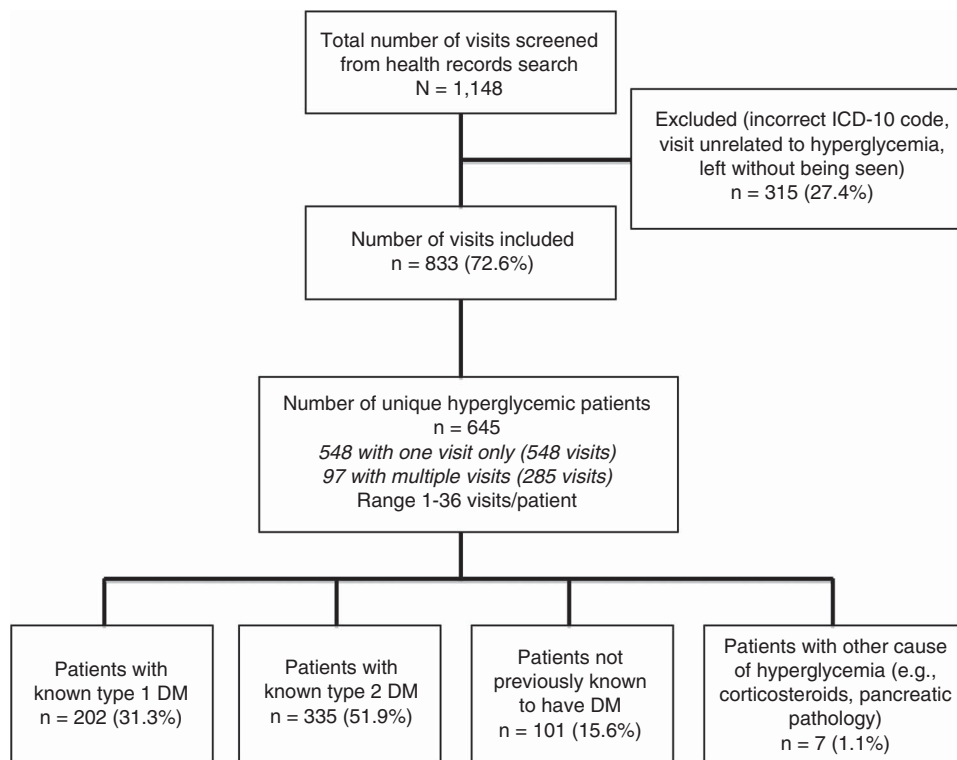 Total number of visits screened
from health records search
N = 1,148
Excluded (incorrect ICD-10 code,
visit unrelated to hyperglycemia,
left without being seen)
n = 315 (27.4%)
Number of visits included
n = 833 (72.6%)
Number of unique hyperglycemic patients
n = 645
548 with one visit only (548 visits)
97 with multiple visits (285 visits)
Range 1-36 visits/patient
Patients with
known type 1 DM
n = 202 (31.3%)
Patients with
known type 2 DM
n = 335 (51.9%)
Patients not
previously known
to have DM
n = 101 (15.6%)
Patients with other cause
of hyperglycemia (e.g.,
corticosteroids, pancreatic
pathology)
n = 7 (1.1%)